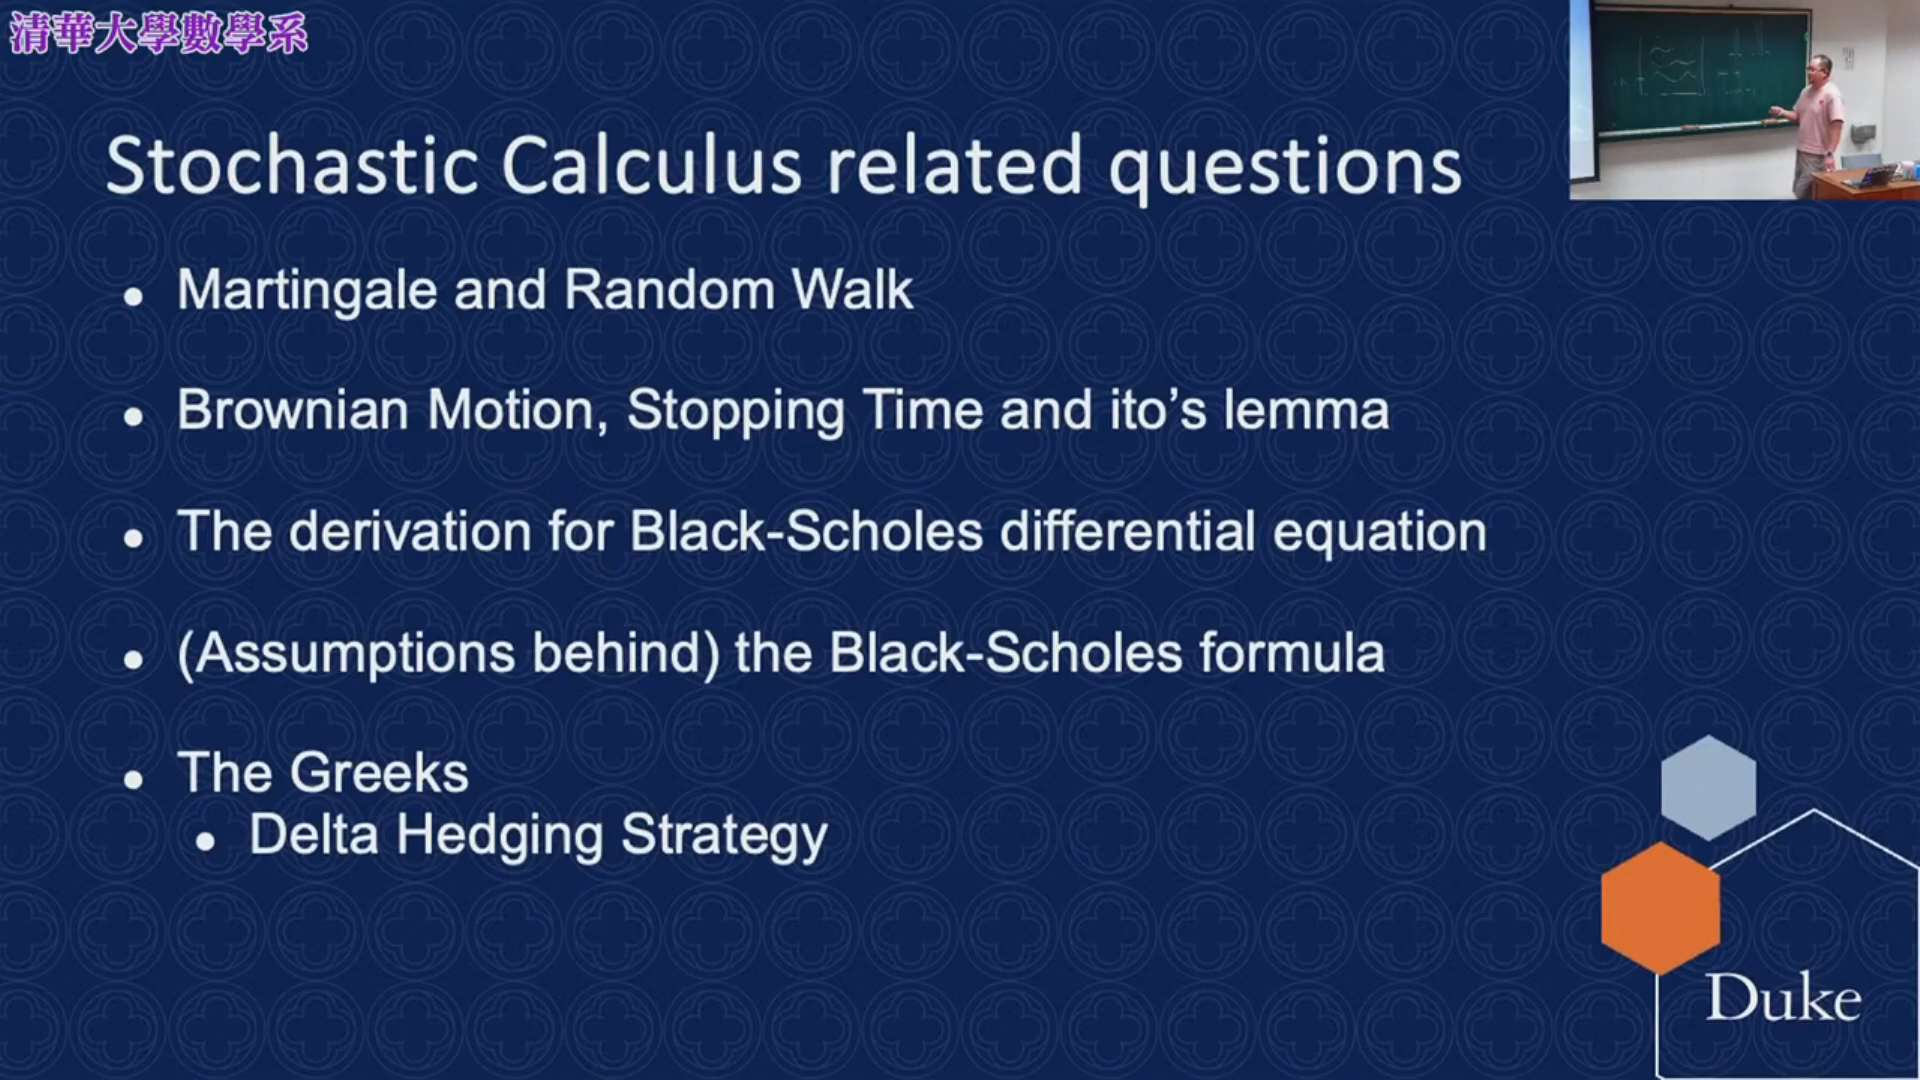 清華大學數學系
Stochastic Calculus related questions
• Martingale and Random Walk
• Brownian Motion, Stopping Time and ito’s lemma
• The derivation for Black-Scholes differential equation
• (Assumptions behind) the Black-Scholes formula
• The Greeks
• Delta Hedging Strategy
Duke